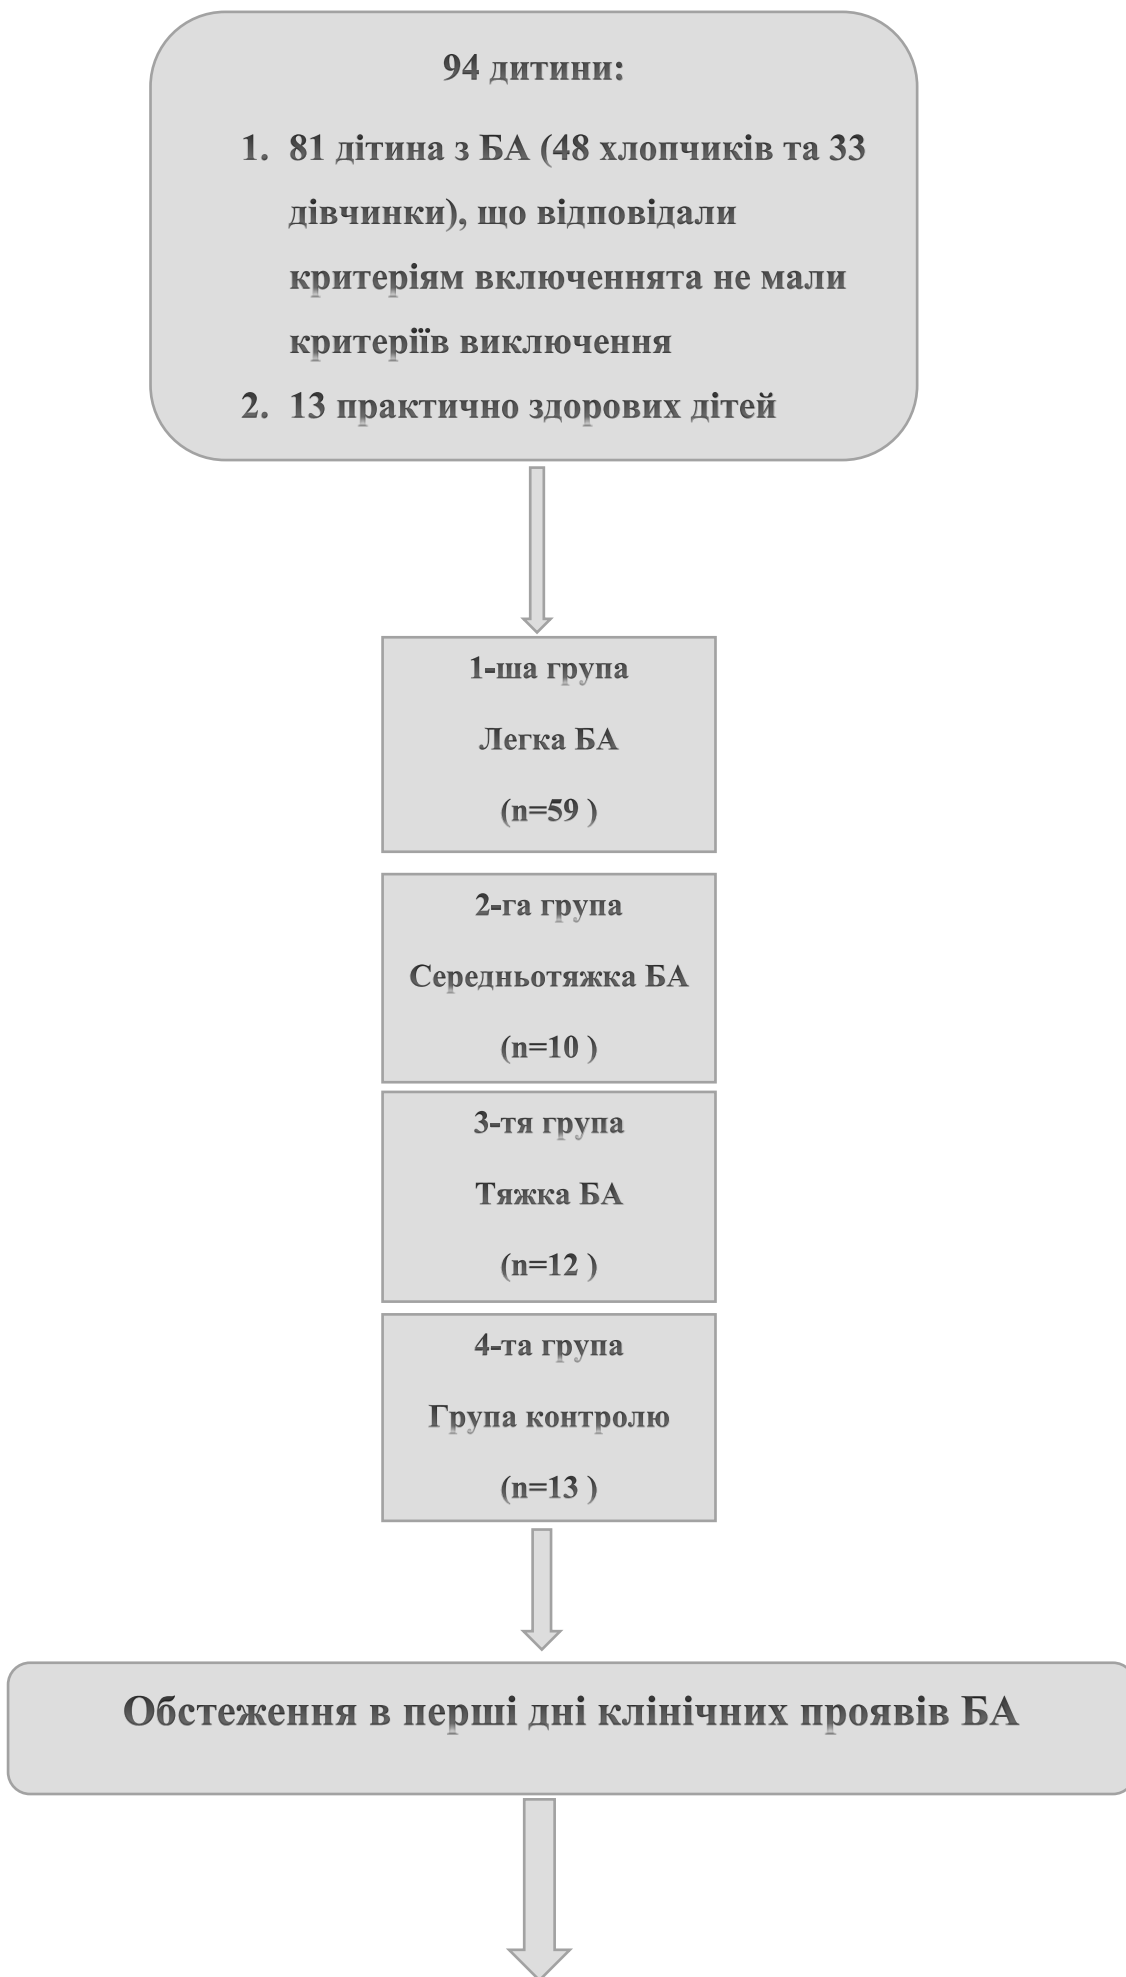 94 дитини:
1. 81 дітина з БА (48 хлопчиків та 33
дівчинки), що відповідали
критеріям включеннята не мали
критеріїв виключення
2. 13 практично здорових дітей
1-ша група
Легка БА
(n=59 )
2-га група
Середньотяжка БА
(n=10 )
3-тя група
Тяжка БА
(n=12 )
4-та група
Група контролю
(n=13 )
Обстеження в перші дні клінічних проявів БА